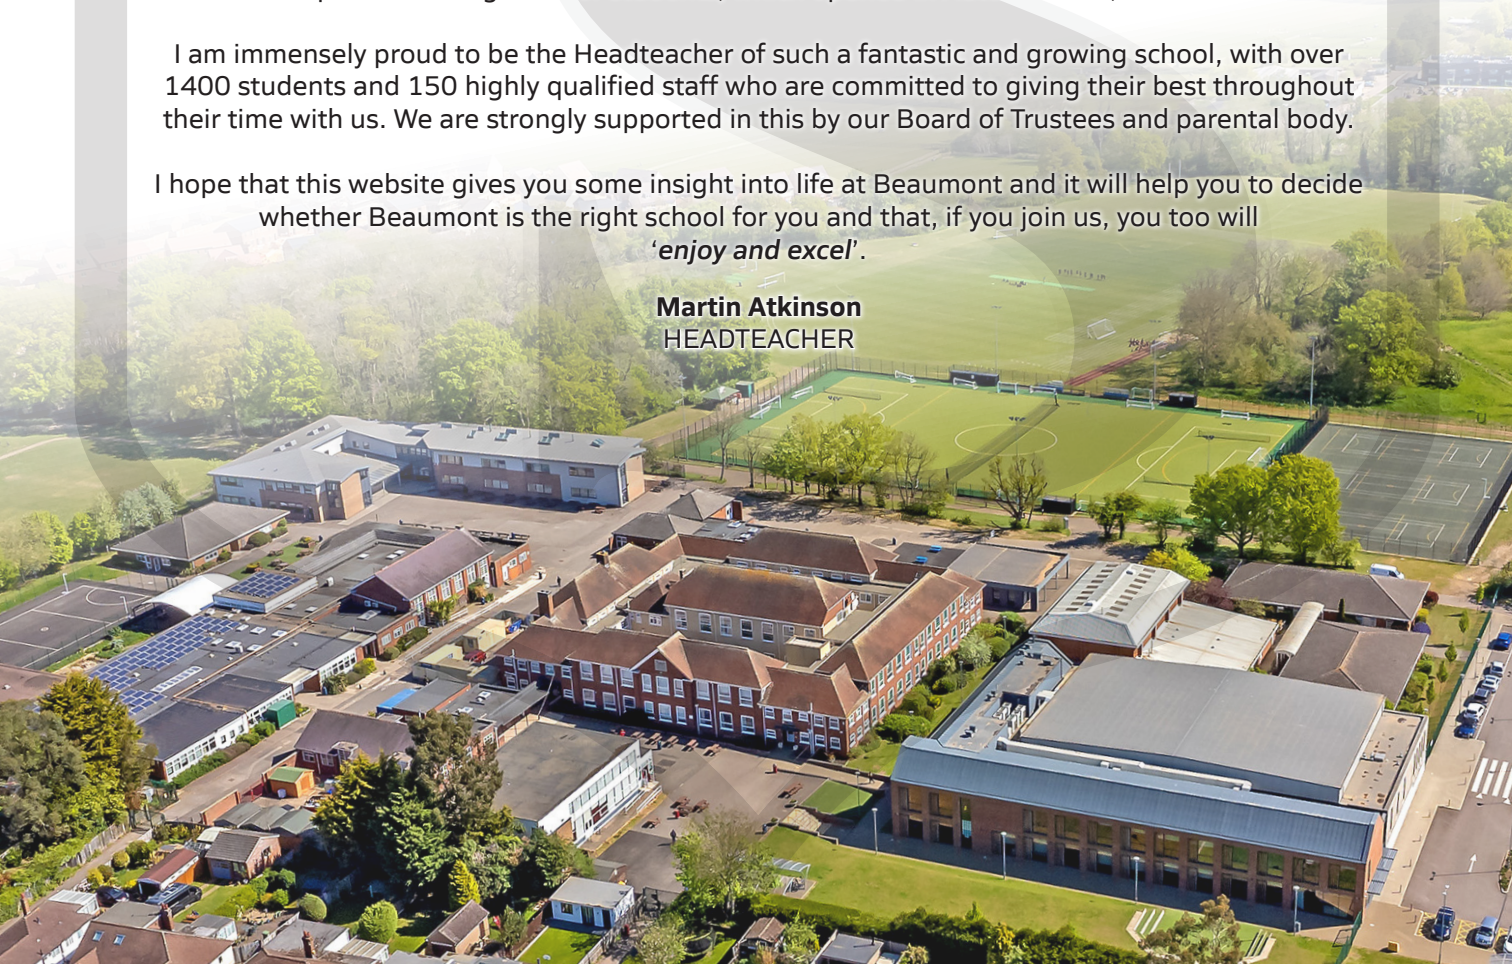 I am immensely proud to be the Headteacher of such a fantastic and growing school, with over
1400 students and 150 highly qualified staff who are committed to giving their best throughout
their time with us. We are strongly supported in this by our Board of Trustees and parental body.
I hope that this website gives you some insight into life at Beaumont and it will help you to decide
whether Beaumont is the right school for you and that, if you join us, you too will
‘enjoy and excel’.
Martin Atkinson
HEADTEACHER